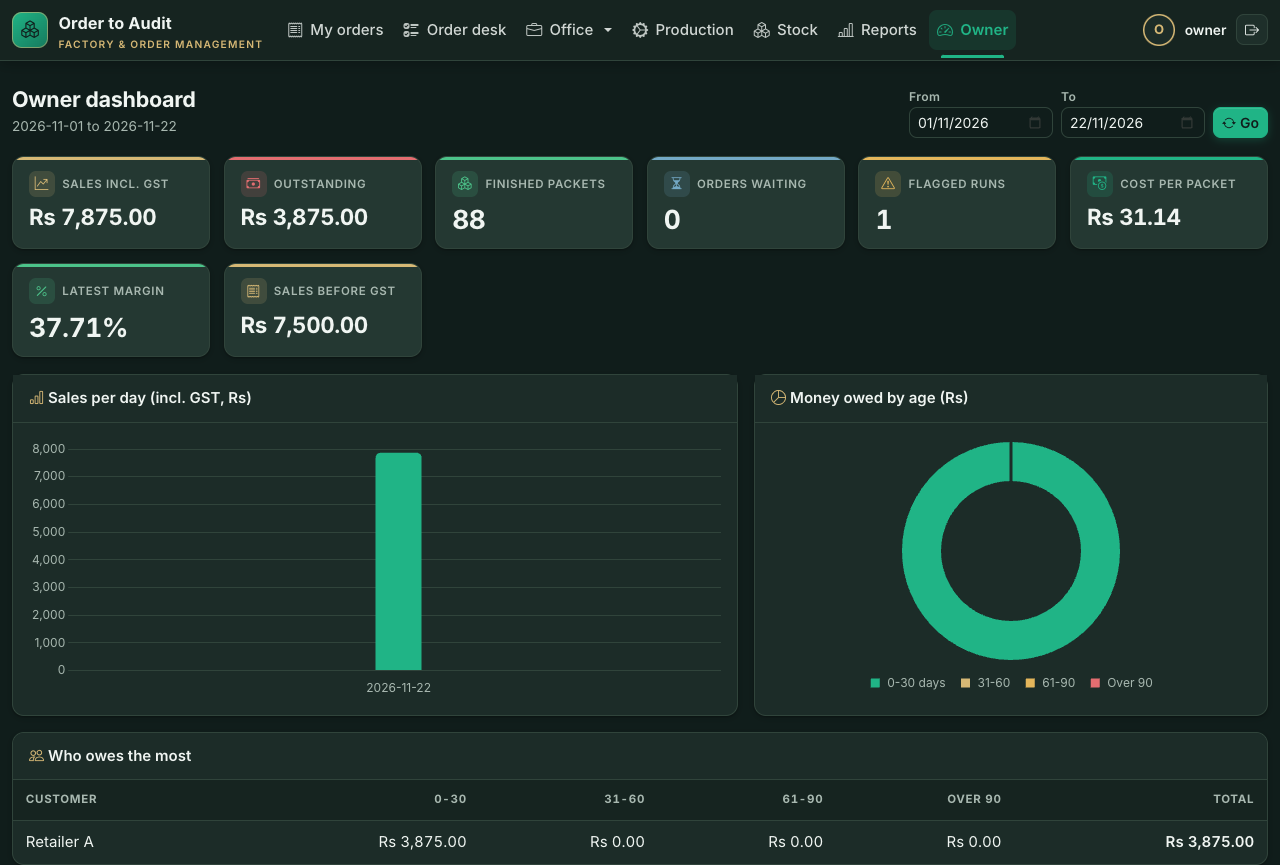 Order to Audit
FACTORY & ORDER MANAGEMENT
My orders
Order desk
Office
Production
Stock
Reports
Owner
O
owner
Owner dashboard
2026-11-01 to 2026-11-22
From
To
01/11/2026
22/11/2026
Go
SALES INCL. GST
Rs 7,875.00
OUTSTANDING
Rs 3,875.00
FINISHED PACKETS
88
ORDERS WAITING
0
FLAGGED RUNS
1
COST PER PACKET
Rs 31.14
LATEST MARGIN
37.71%
SALES BEFORE GST
Rs 7,500.00
Sales per day (incl. GST, Rs)
8,000
7,000
6,000
5,000
4,000
3,000
2,000
1,000
0
2026-11-22
Money owed by age (Rs)
0-30 days
31-60
61-90
Over 90
Who owes the most
CUSTOMER 0-30 31-60 61-90 OVER 90 TOTAL
Retailer A Rs 3,875.00 Rs 0.00 Rs 0.00 Rs 0.00 Rs 3,875.00